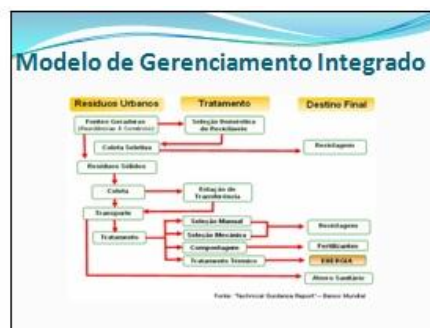 Modelo de Gerenciamento Integrado
Resíduos Urbanos
Tratamento
Destino Final
Fontes Geradoras
(Residências E Comércio)
Seleção Doméstica
do Reciclável
Coleta Seletiva
Reciclagem
Resíduos Sólidos
Coleta
Estação de
Transferência
Transporte
Seleção Manual
Reciclagem
Tratamento
Seleção Mecânica
Compostagem
Fertilizantes
Tratamento Térmico
ENERGIA
Aterro Sanitário
Fonte: "Technical Guidance Report" – Banco Mundial